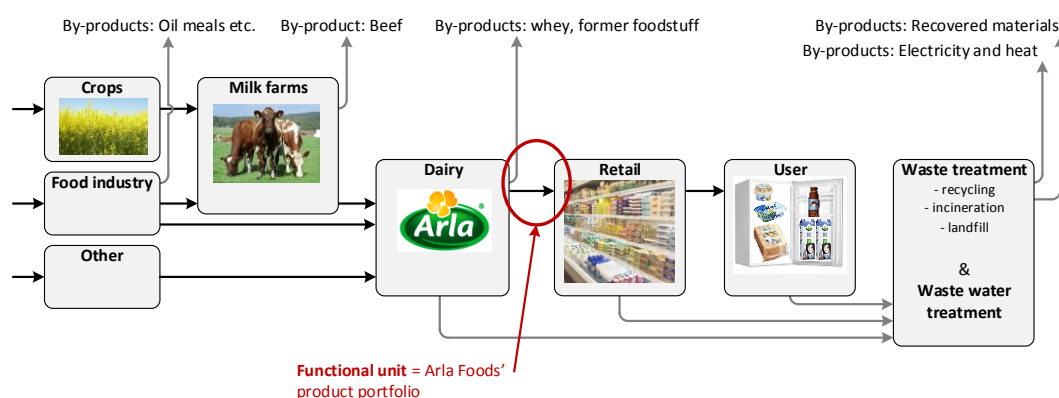 By-products: Oil meals etc.
By-product: Beef
By-products: whey, former foodstuff
By-products: Recovered materials
By-products: Electricity and heat
Crops
Milk farms
Food industry
Dairy
Retail
User
Waste treatment
- recycling
- incineration
- landfill
Arla
Other
&
Waste water
treatment
Functional unit = Arla Foods'
product portfolio